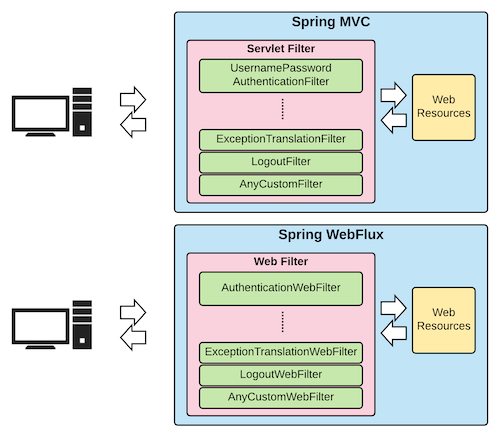 Spring MVC
Servlet Filter
UsernamePassword
AuthenticationFilter
ExceptionTranslationFilter
LogoutFilter
AnyCustomFilter
Web
Resources
Spring WebFlux
Web Filter
AuthenticationWebFilter
ExceptionTranslationWebFilter
LogoutWebFilter
AnyCustomWebFilter
Web
Resources